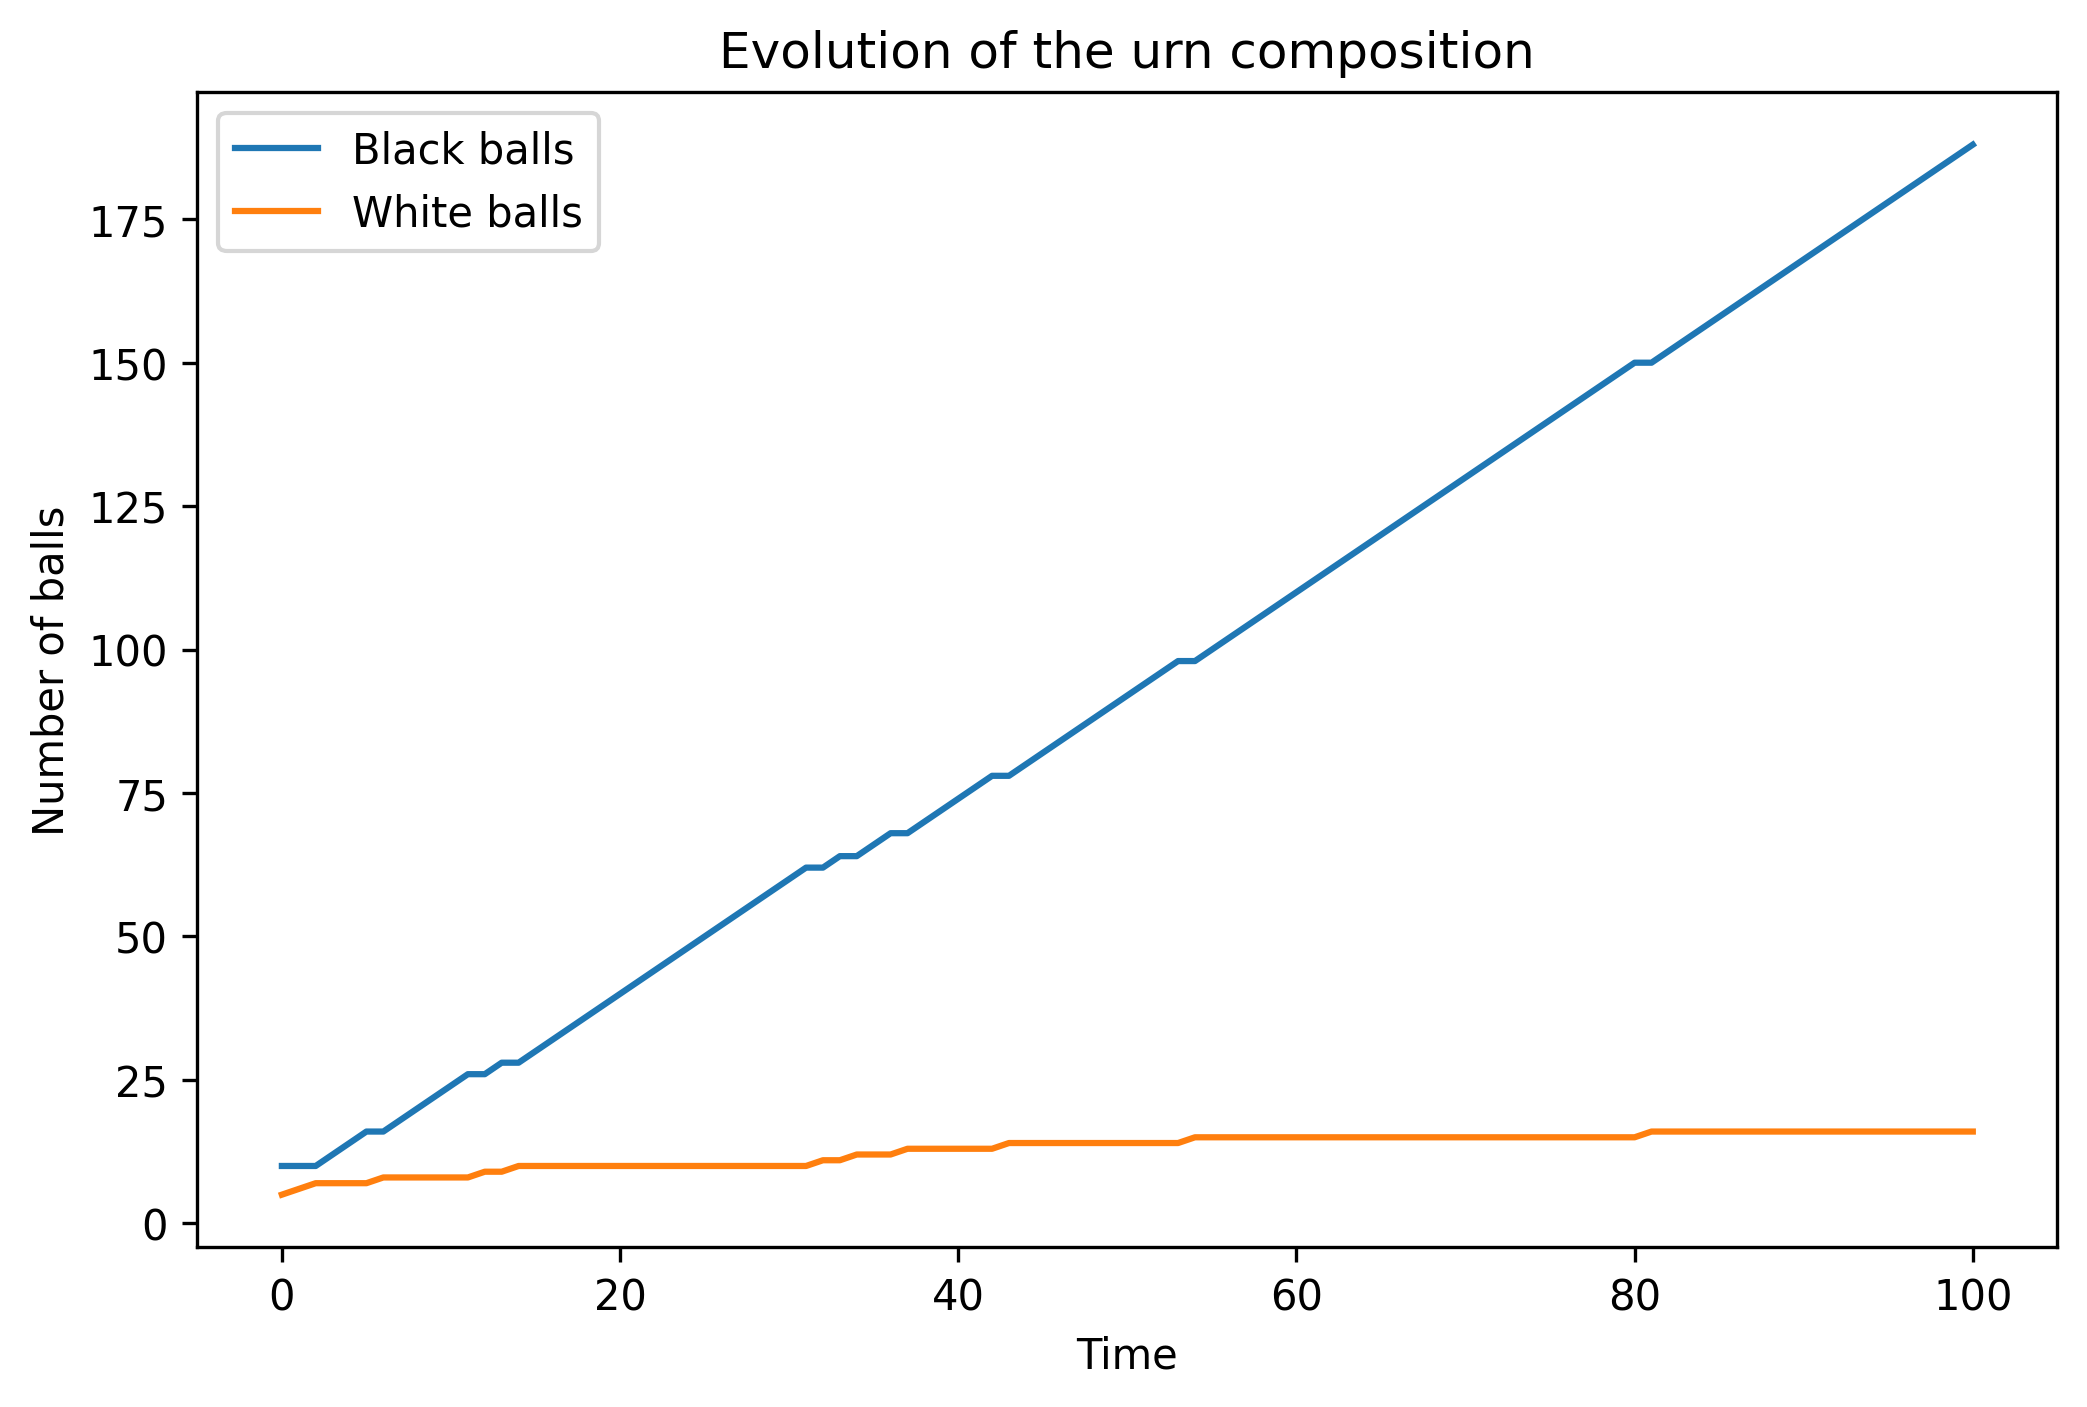 Evolution of the urn composition
Black balls
White balls
Number of balls
175
150
125
100
75
50
25
0
0 20 40 60 80 100
Time